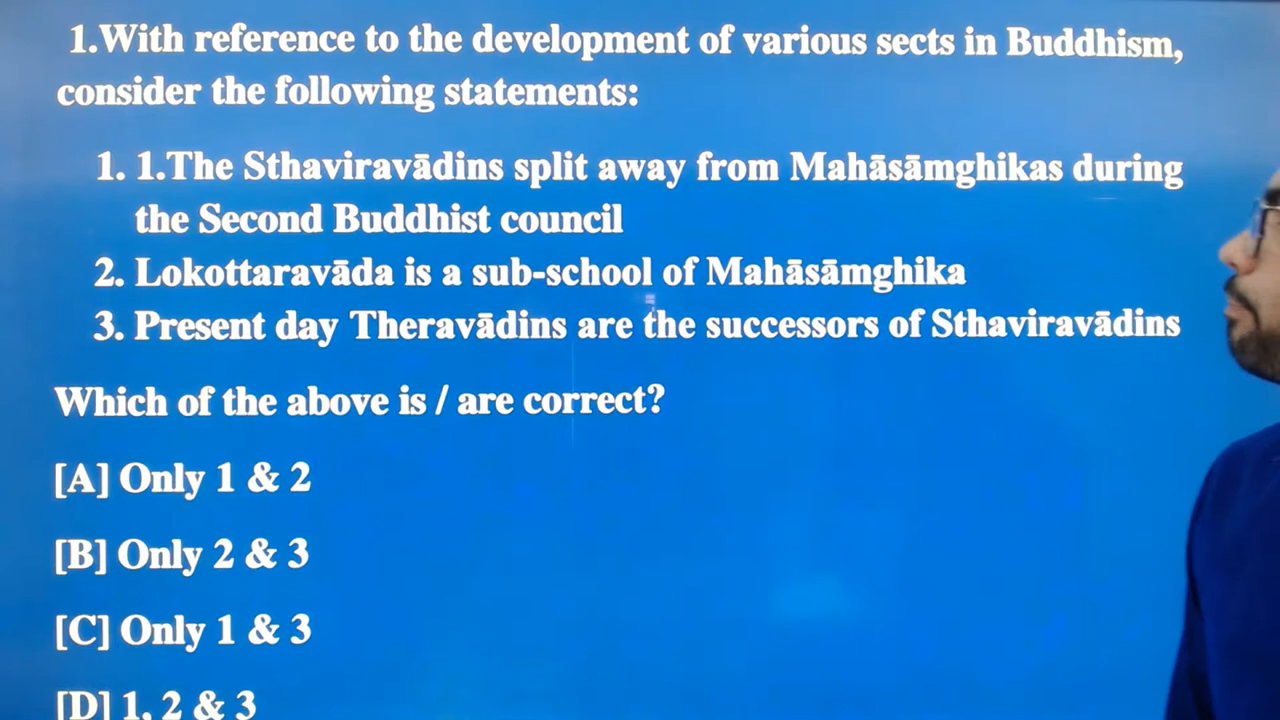 1.With reference to the development of various sects in Buddhism,
consider the following statements:
1. 1.The Sthaviravādins split away from Mahāsāmghikas during
the Second Buddhist council
2. Lokottaravāda is a sub-school of Mahāsāmghika
3. Present day Theravādins are the successors of Sthaviravādins
Which of the above is / are correct?
[A] Only 1 & 2
[B] Only 2 & 3
[C] Only 1 & 3
[D] 1, 2 & 3